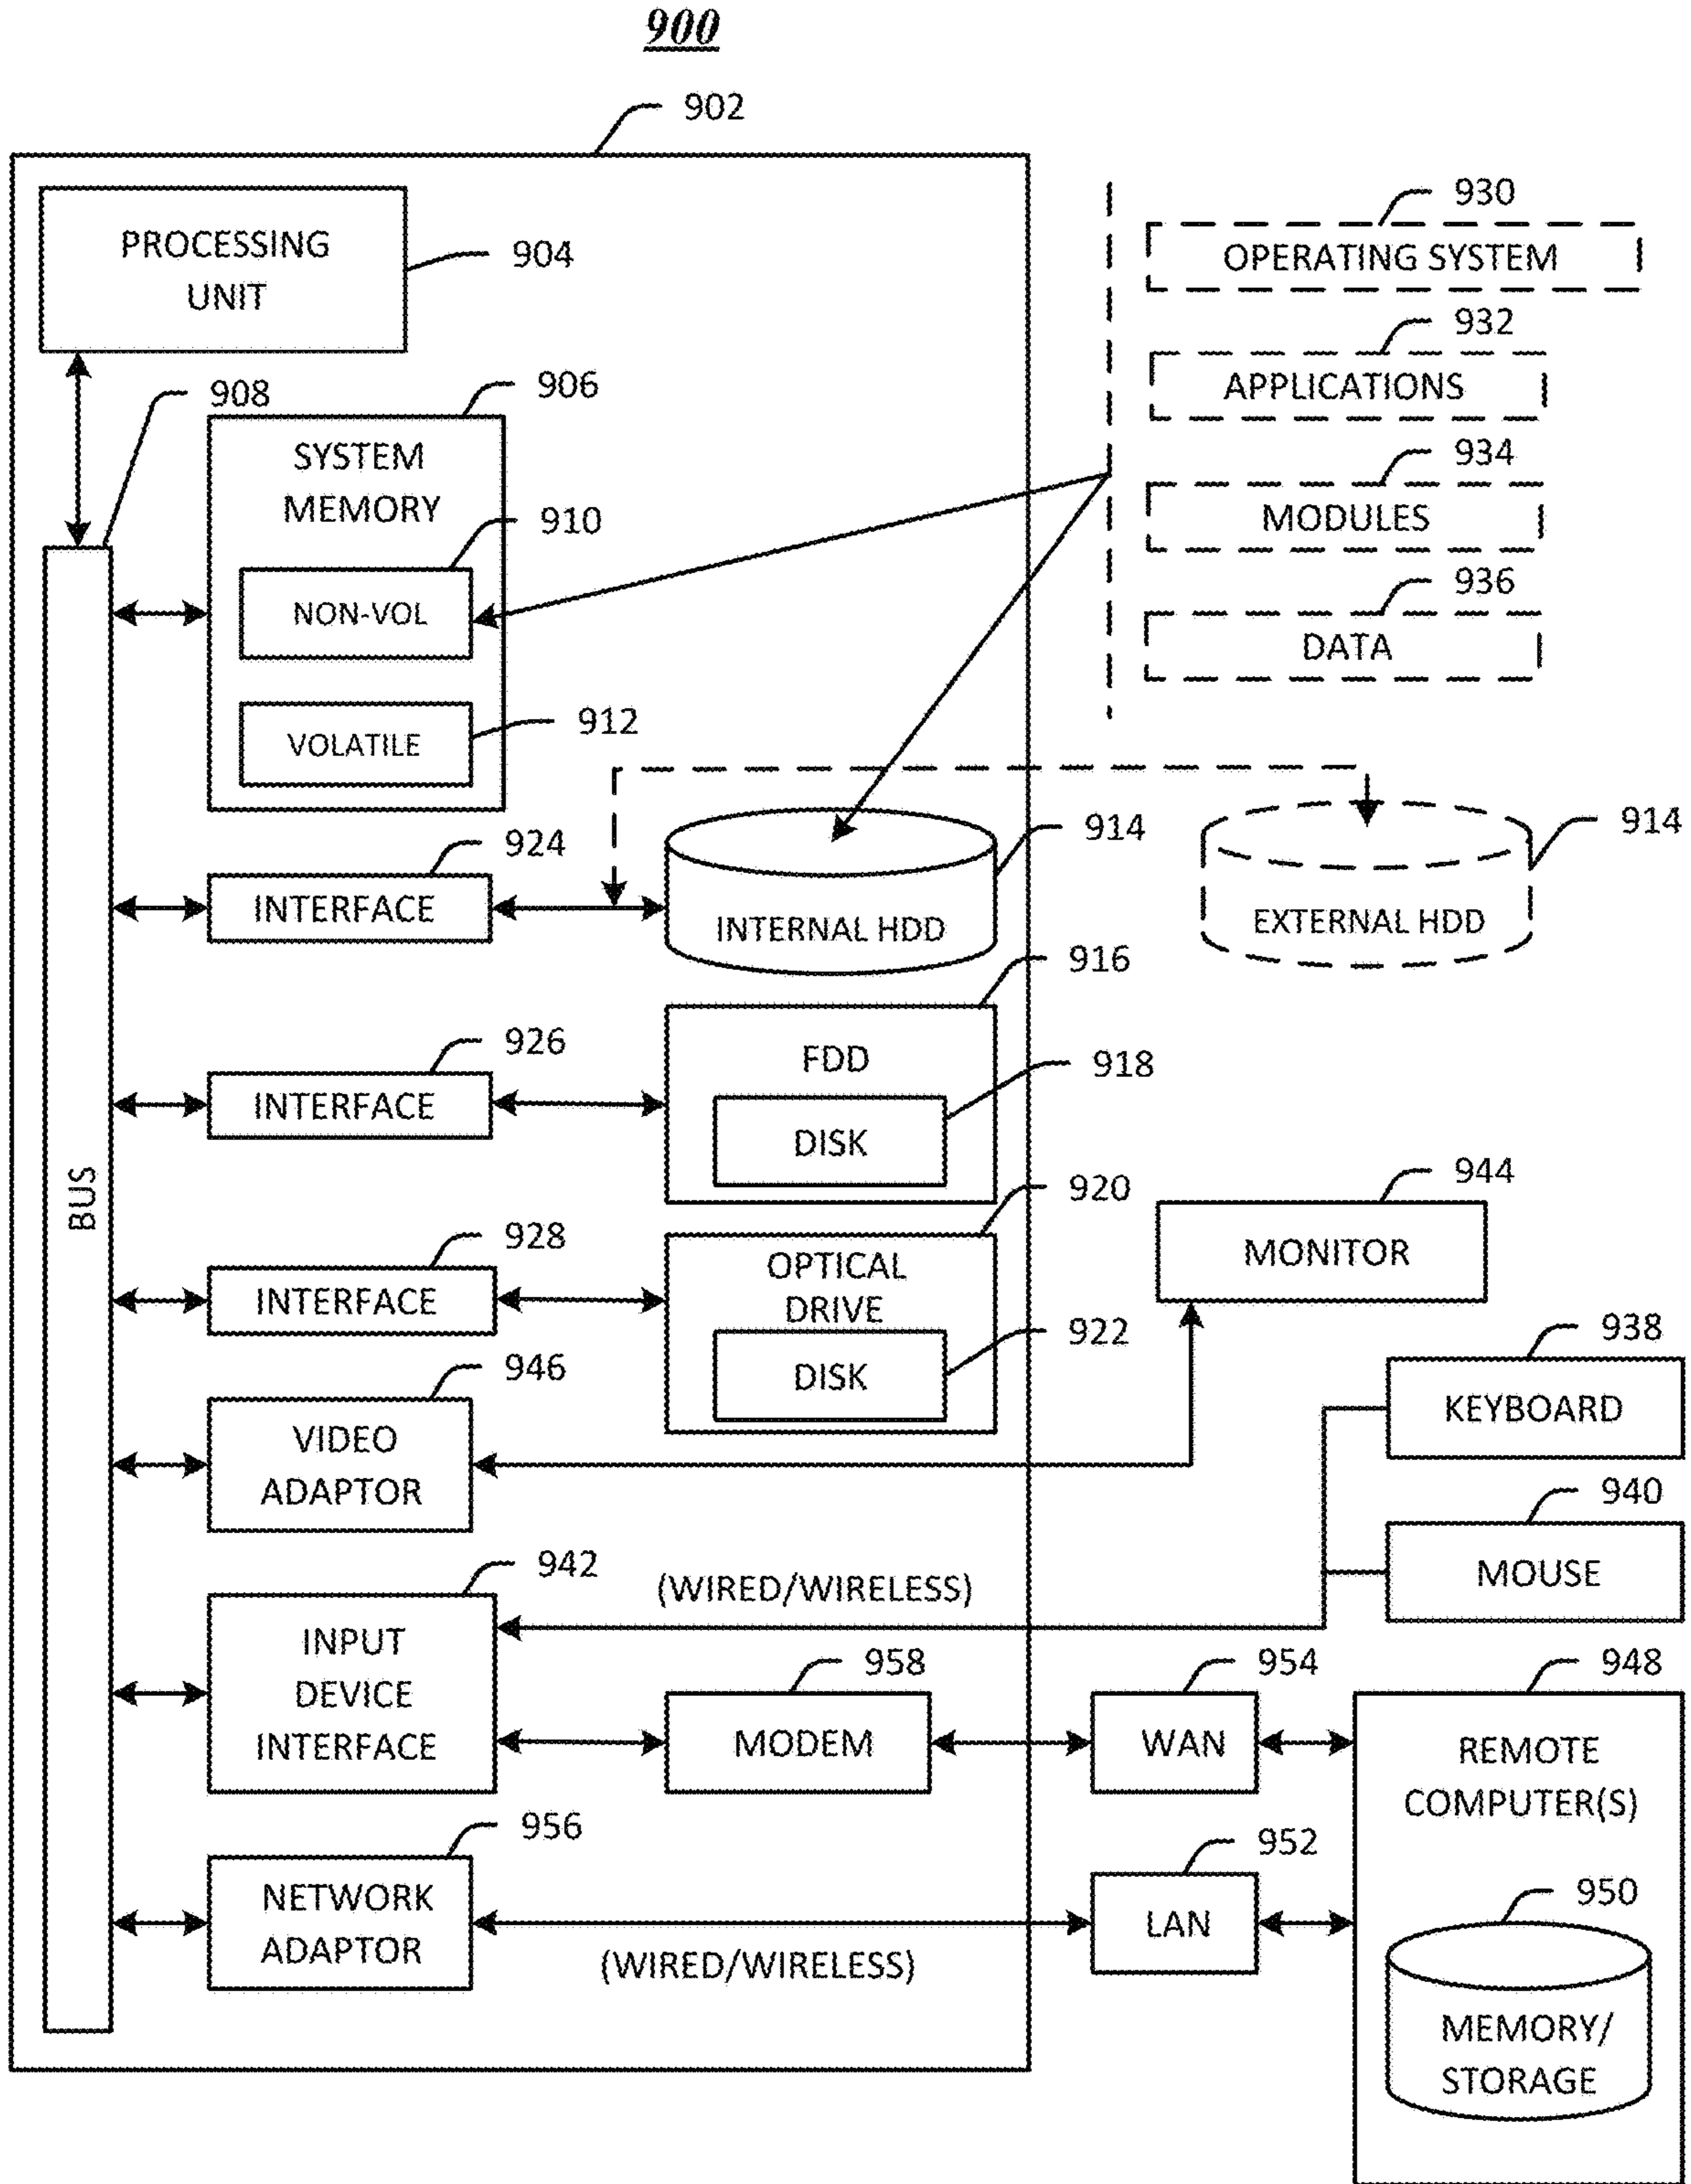 900
902
PROCESSING
UNIT
904
930
OPERATING SYSTEM
932
APPLICATIONS
934
MODULES
936
DATA
908
906
SYSTEM
MEMORY
910
NON-VOL
912
VOLATILE
924
INTERFACE
914
INTERNAL HDD
914
EXTERNAL HDD
916
FDD
926
INTERFACE
918
DISK
BUS
920
OPTICAL
DRIVE
928
INTERFACE
922
DISK
944
MONITOR
938
KEYBOARD
946
VIDEO
ADAPTOR
940
MOUSE
942
INPUT
DEVICE
INTERFACE
(WIRED/WIRELESS)
958
MODEM
954
WAN
948
REMOTE
COMPUTER(S)
956
NETWORK
ADAPTOR
(WIRED/WIRELESS)
952
LAN
950
MEMORY/
STORAGE